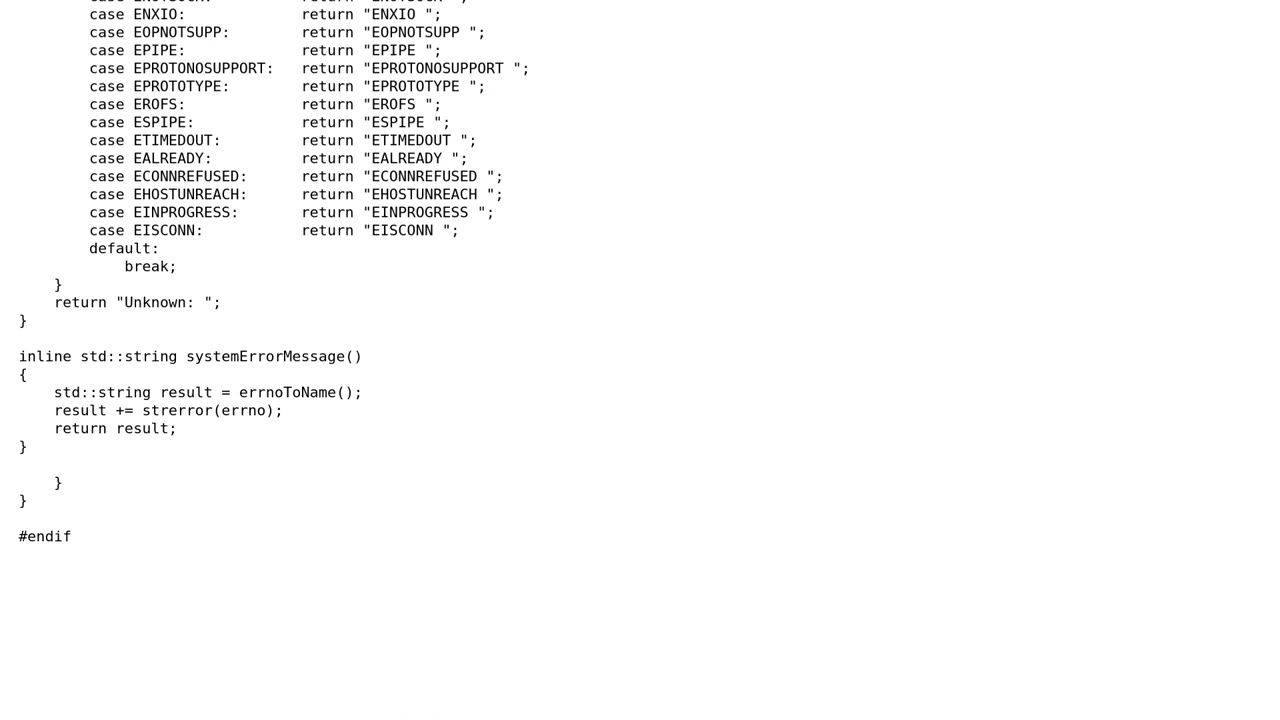 case ENXIO:             return "ENXIO ";
case EOPNOTSUPP:        return "EOPNOTSUPP ";
case EPIPE:             return "EPIPE ";
case EPROTONOSUPPORT:   return "EPROTONOSUPPORT ";
case EPROTOTYPE:        return "EPROTOTYPE ";
case EROFS:             return "EROFS ";
case ESPIPE:            return "ESPIPE ";
case ETIMEDOUT:         return "ETIMEDOUT ";
case EALREADY:          return "EALREADY ";
case ECONNREFUSED:      return "ECONNREFUSED ";
case EHOSTUNREACH:      return "EHOSTUNREACH ";
case EINPROGRESS:       return "EINPROGRESS ";
case EISCONN:           return "EISCONN ";
default:
break;
}
return "Unknown: ";
}
inline std::string systemErrorMessage()
{
std::string result = errnoToName();
result += strerror(errno);
return result;
}
}
}
#endif